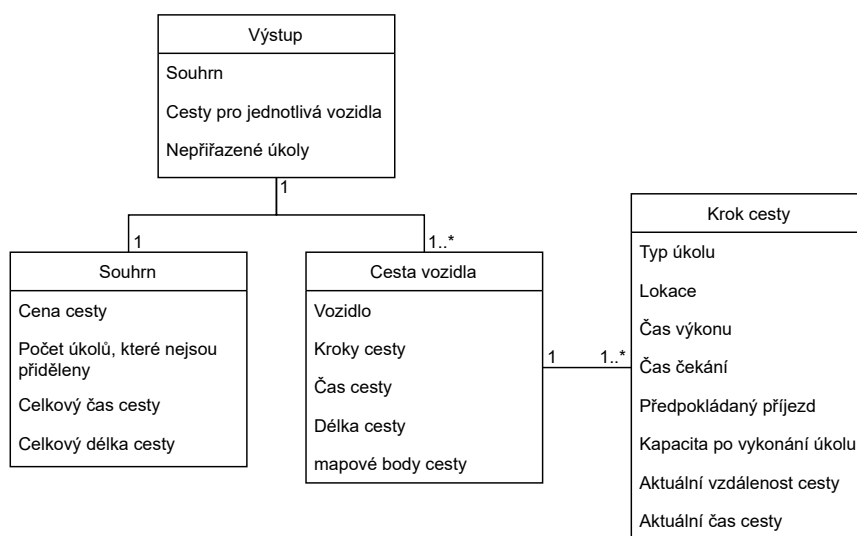 Výstup
Souhrn
Cesty pro jednotlivá vozidla
Nepřiřazené úkoly
1
1
1..*
Souhrn
Cena cesty
Počet úkolů, které nejsou
přiděleny
Celkový čas cesty
Celkový délka cesty
Cesta vozidla
Vozidlo
Kroky cesty
Čas cesty
Délka cesty
mapové body cesty
1
1..*
Krok cesty
Typ úkolu
Lokace
Čas výkonu
Čas čekání
Předpokládaný příjezd
Kapacita po vykonání úkolu
Aktuální vzdálenost cesty
Aktuální čas cesty